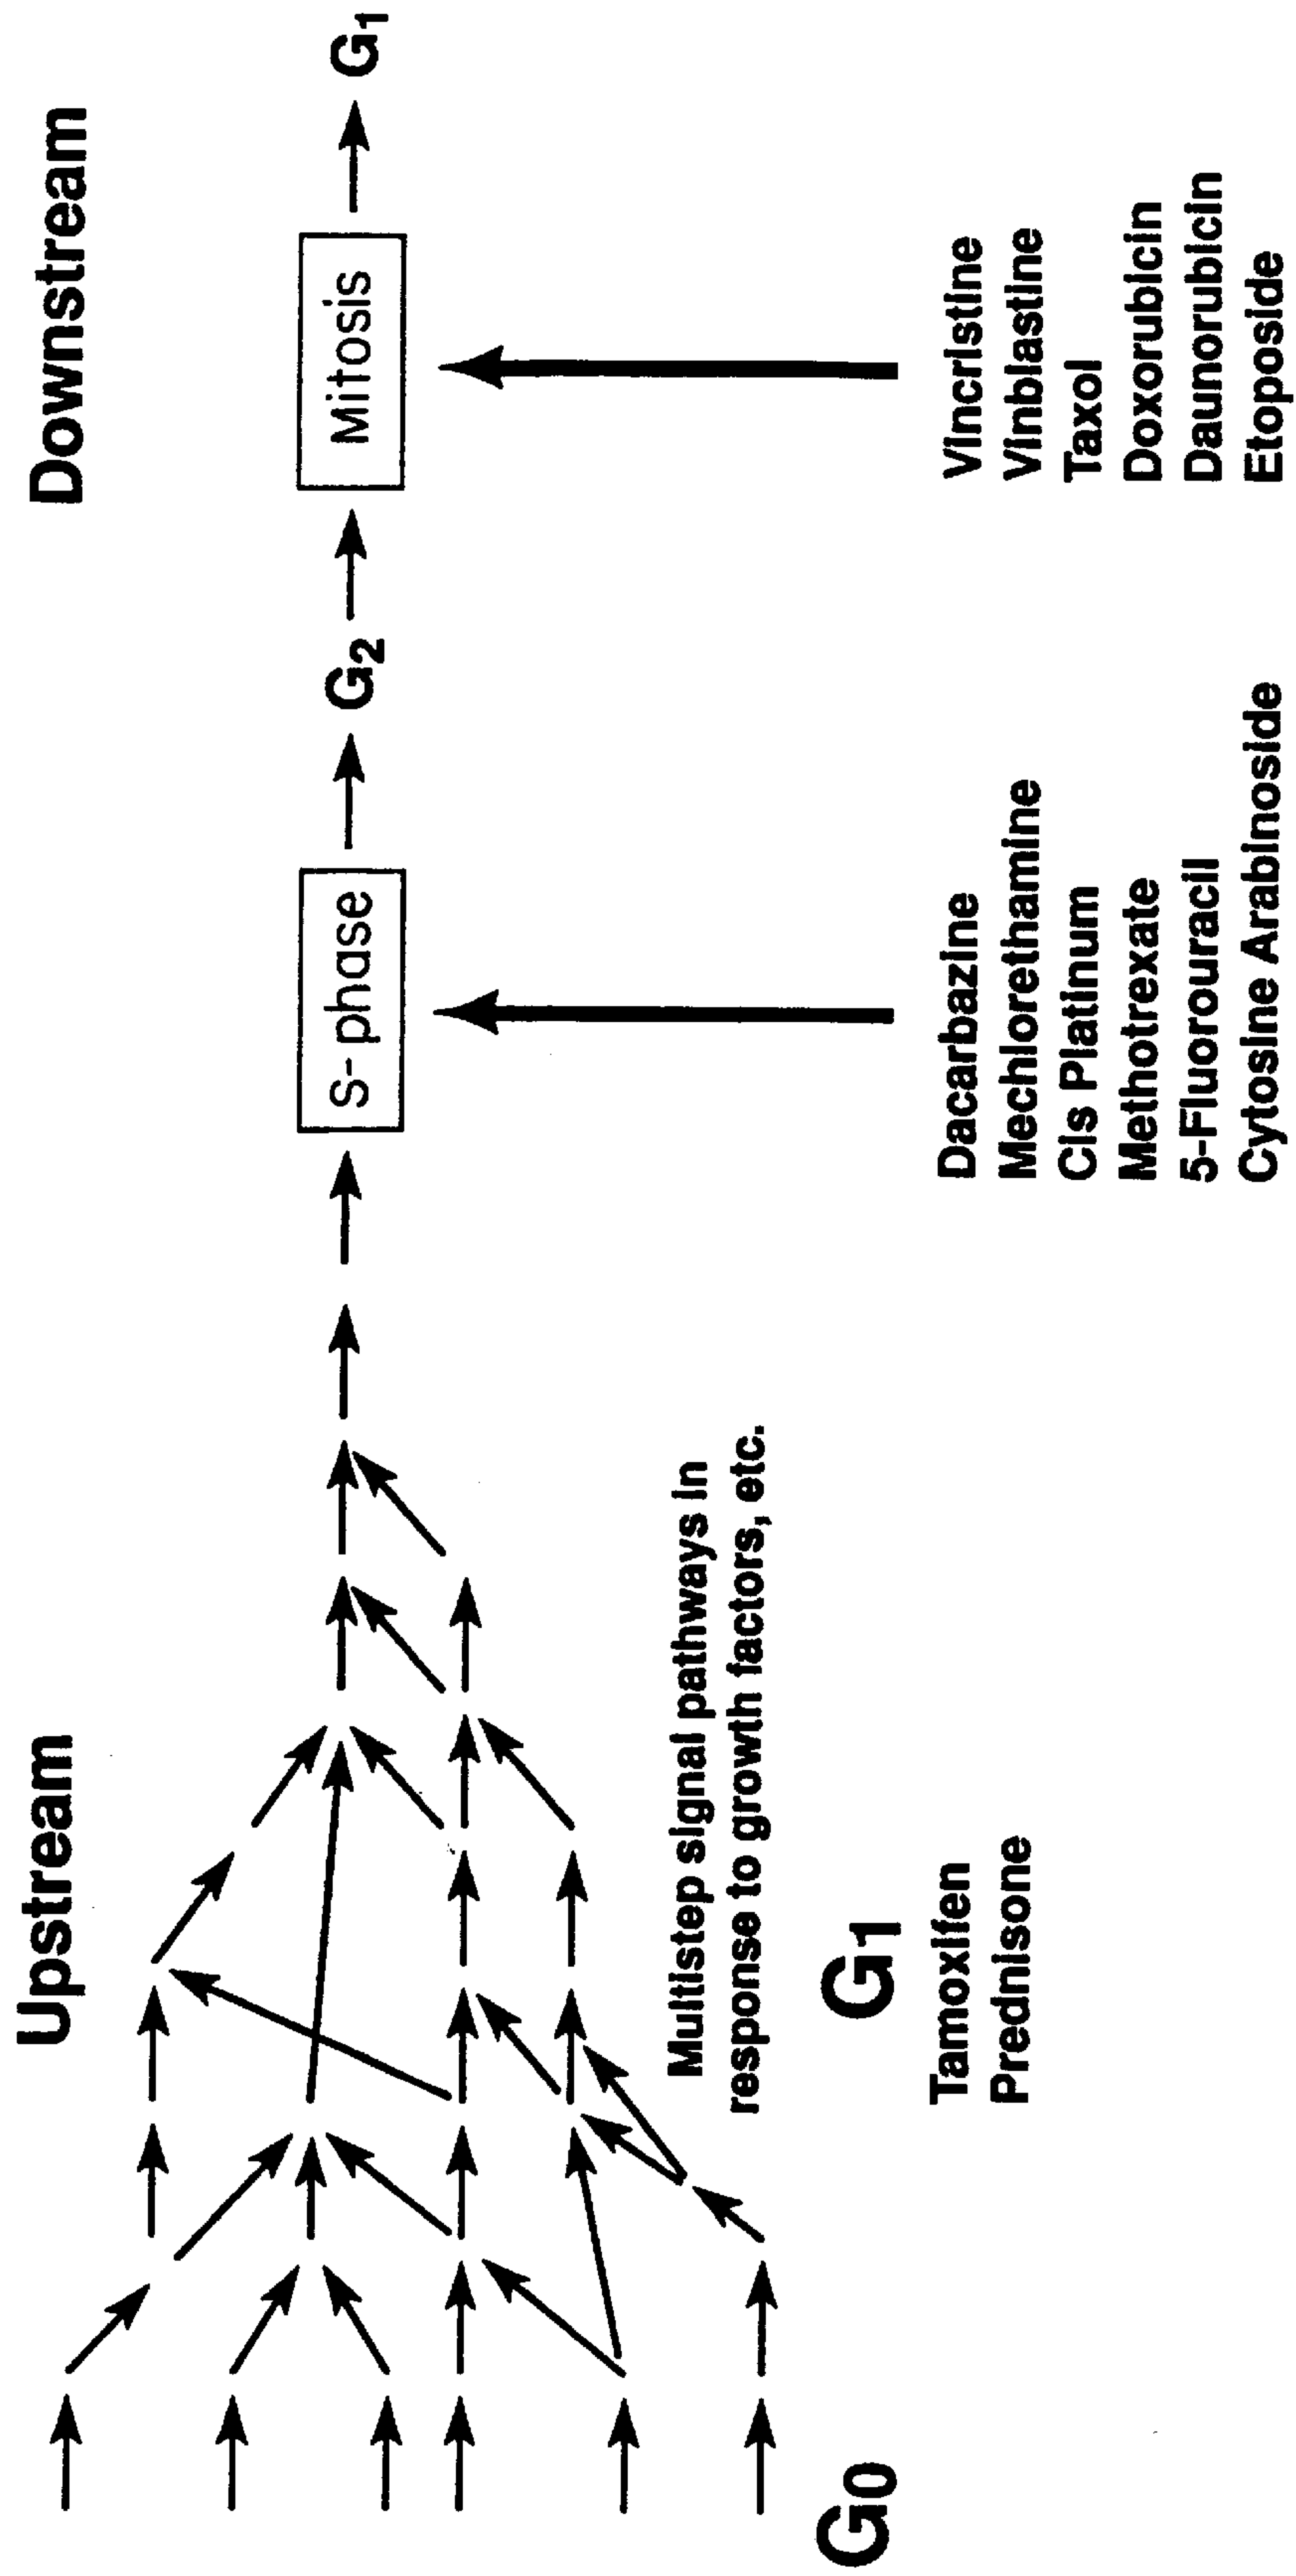 Upstream
Downstream
S-phase
G2
Mitosis
G1
Multistep signal pathways in
response to growth factors, etc.
G0
G1
Tamoxifen
Prednisone
Dacarbazine
Mechlorethamine
Cis Platinum
Methotrexate
5-Fluorouracil
Cytosine Arabinoside
Vincristine
Vinblastine
Taxol
Doxorubicin
Daunorubicin
Etoposide